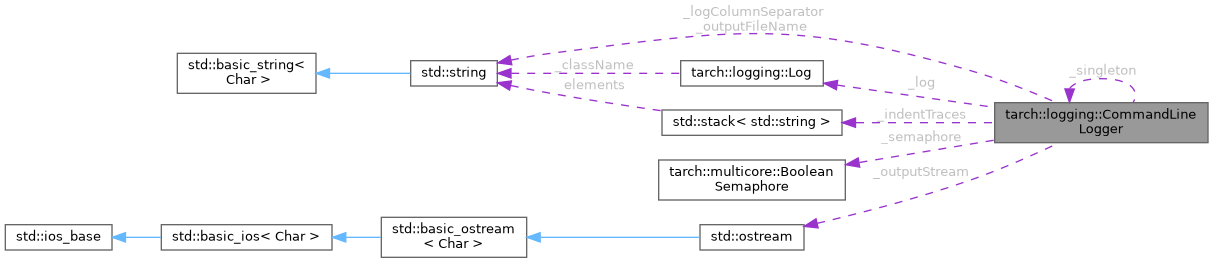 _logColumnSeparator
_outputFileName
std::basic_string<
Char >
std::string
_className
elements
tarch::logging::Log
_log
_singleton
std::stack< std::string >
_indentTraces
tarch::logging::CommandLine
Logger
_semaphore
tarch::multicore::Boolean
Semaphore
_outputStream
std::ios_base
std::basic_ios< Char >
std::basic_ostream
< Char >
std::ostream